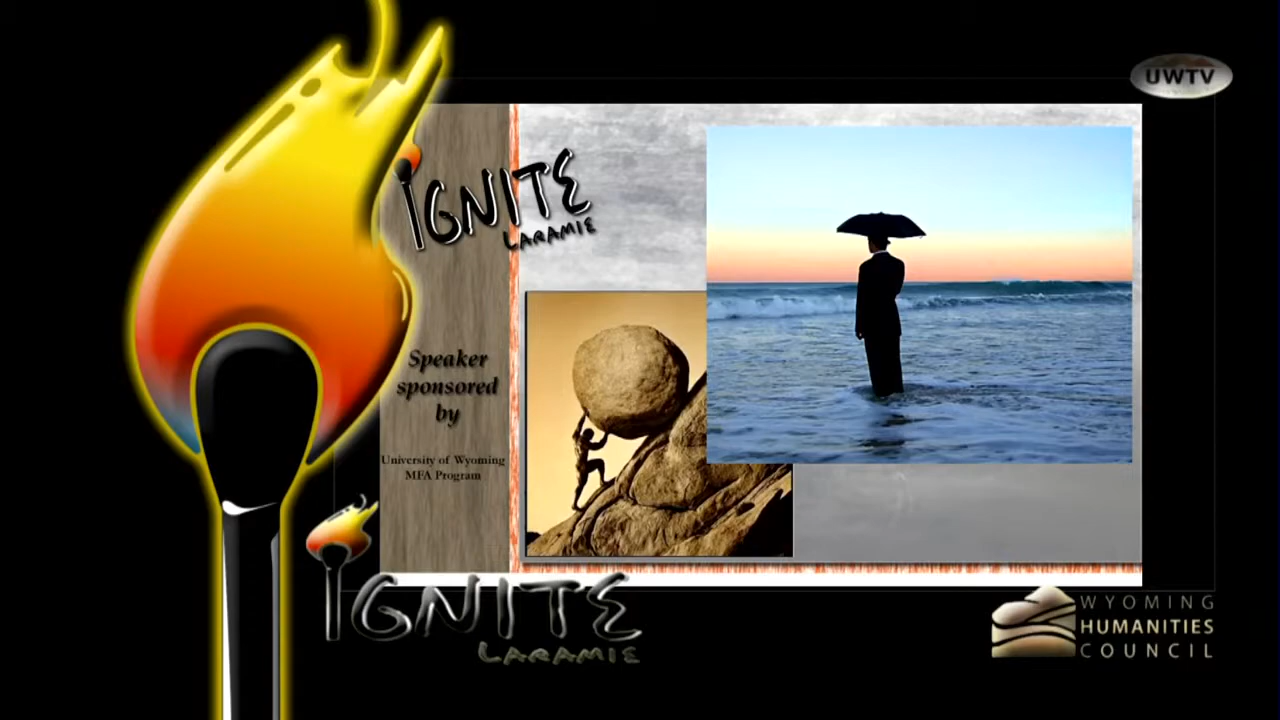 UWTV
IGNITE
LARAMIE
Speaker
sponsored
by
University of Wyoming
MFA Program
IGNITE
LARAMIE
WYOMING
HUMANITIES
COUNCIL